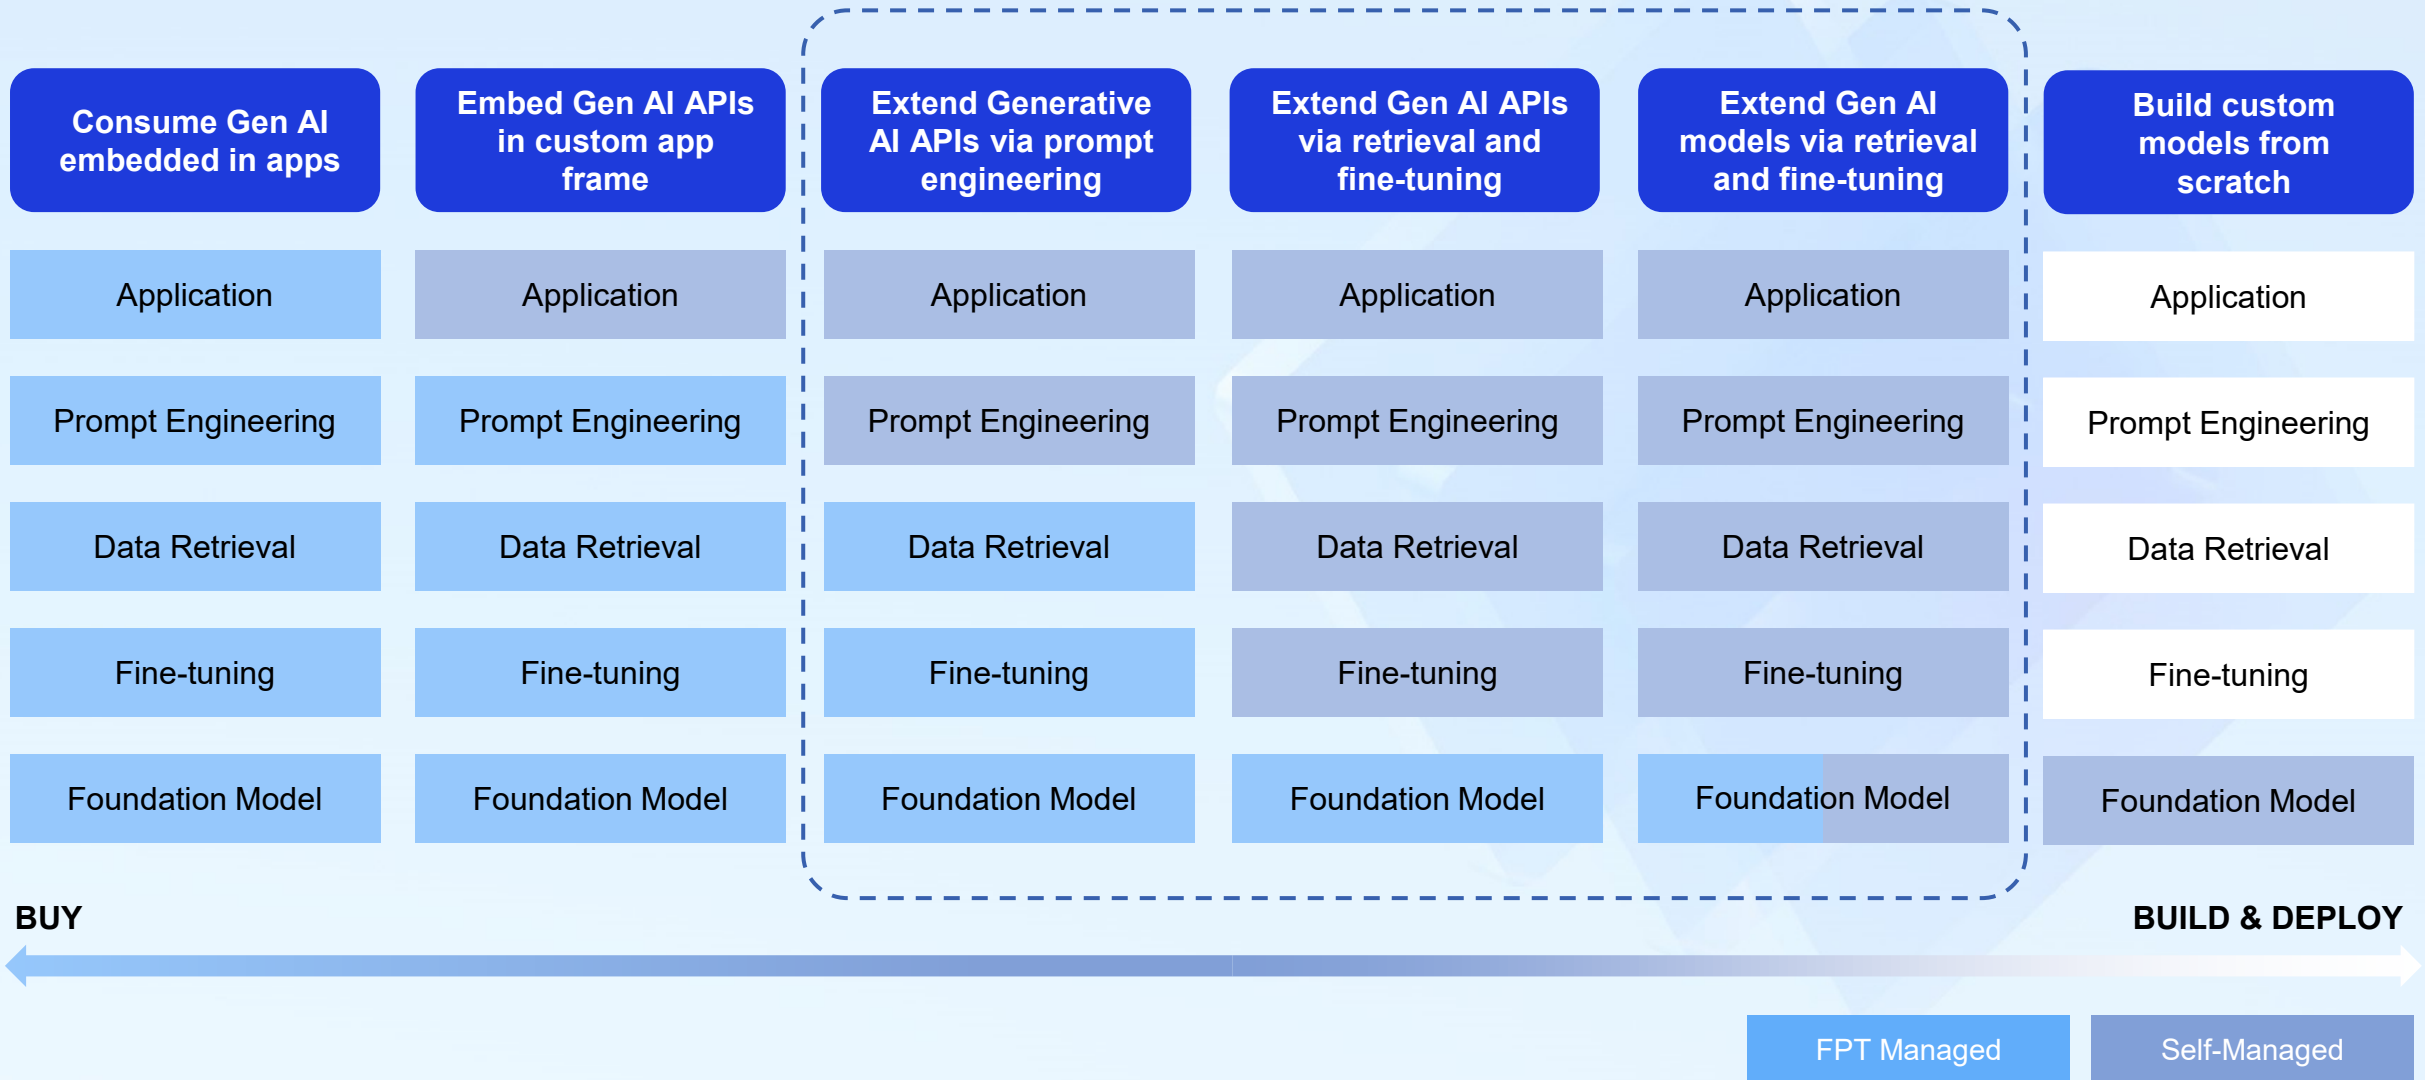 Consume Gen AI
embedded in apps
Embed Gen AI APIs
in custom app
frame
Extend Generative
AI APIs via prompt
engineering
Extend Gen AI APIs
via retrieval and
fine-tuning
Extend Gen AI
models via retrieval
and fine-tuning
Build custom
models from
scratch
Application
Application
Application
Application
Application
Application
Prompt Engineering
Prompt Engineering
Prompt Engineering
Prompt Engineering
Prompt Engineering
Prompt Engineering
Data Retrieval
Data Retrieval
Data Retrieval
Data Retrieval
Data Retrieval
Data Retrieval
Fine-tuning
Fine-tuning
Fine-tuning
Fine-tuning
Fine-tuning
Fine-tuning
Foundation Model
Foundation Model
Foundation Model
Foundation Model
Foundation Model
Foundation Model
BUY
BUILD & DEPLOY
FPT Managed
Self-Managed